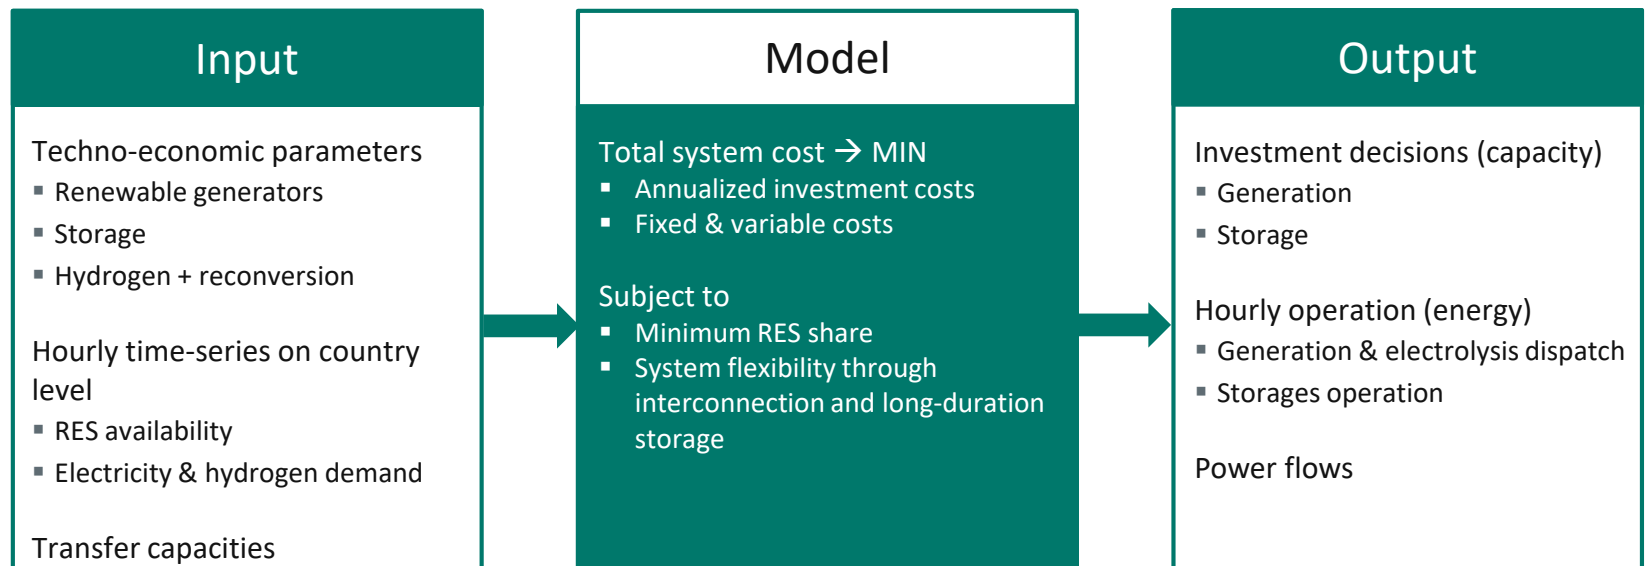 Input
Techno-economic parameters
▪ Renewable generators
▪ Storage
▪ Hydrogen + reconversion
Hourly time-series on country
level
▪ RES availability
▪ Electricity & hydrogen demand
Transfer capacities
Model
Total system cost → MIN
▪ Annualized investment costs
▪ Fixed & variable costs
Subject to
▪ Minimum RES share
▪ System flexibility through
interconnection and long-duration
storage
Output
Investment decisions (capacity)
▪ Generation
▪ Storage
Hourly operation (energy)
▪ Generation & electrolysis dispatch
▪ Storages operation
Power flows